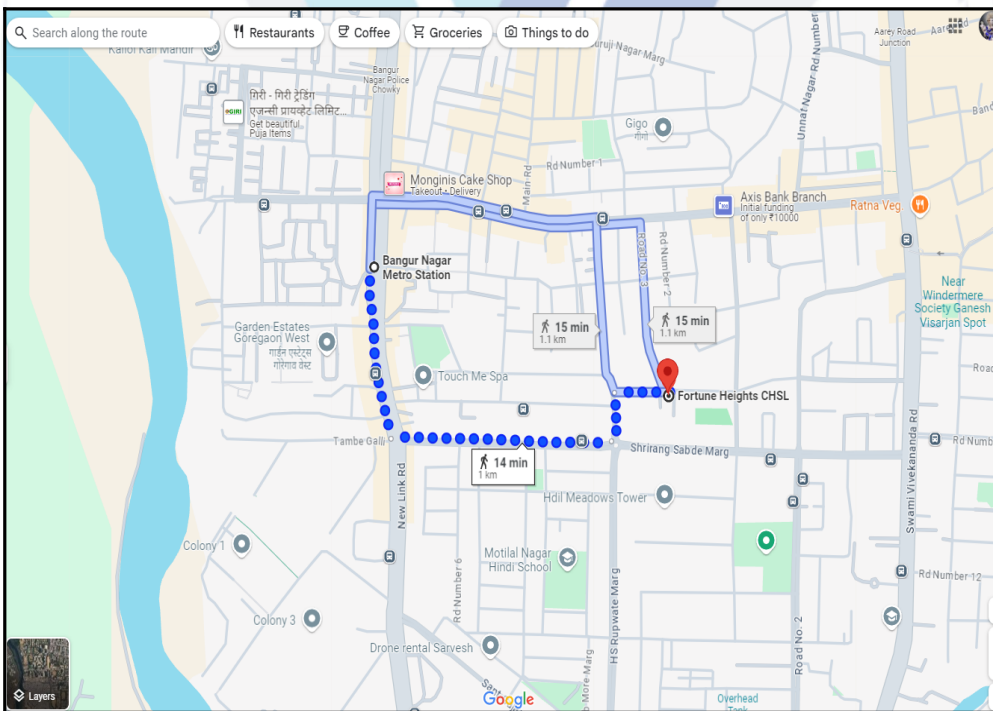 Search along the route
Restaurants
Coffee
Groceries
Things to do
Bangur
Nagar Police
Chowky
Aarey Road
Junction
Unnat Nagar Rd Number
गिरी - गिरी ट्रेडिंग
एजन्सी प्रायव्हेट लिमिट...
GIRI
Get beautiful
Puja Items
Gigo
Rd Number 1
Main Rd
Monginis Cake Shop
Takeout • Delivery
Axis Bank Branch
Initial funding
of only ₹10000
Ratna Veg
Bangur Nagar
Metro Station
Road No. 3
Rd Number 2
Near
Windermere
Society Ganesh
Visarjan Spot
Garden Estates
Goregaon West
गार्डन एस्टेट्स
गोरेगाव वेस्ट
15 min
1.1 km
15 min
1.1 km
Touch Me Spa
Fortune Heights CHSL
Tambe Galli
Shrirang Sabde Marg
14 min
1 km
New Link Rd
Swami Vivekananda Rd
Hdil Meadows Tower
Colony 1
Motilal Nagar
Hindi School
Rd Number 6
HS Rupwate Marg
Rd Number 12
Colony 3
Road No. 2
Drone rental Sarvesh
Layers
Google
Overhead
Tank